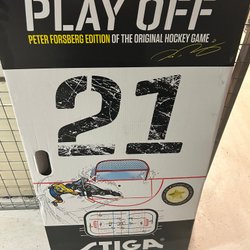 PLAY OFF
PETER FORSBERG EDITION OF THE ORIGINAL HOCKEY GAME
21
STIGA